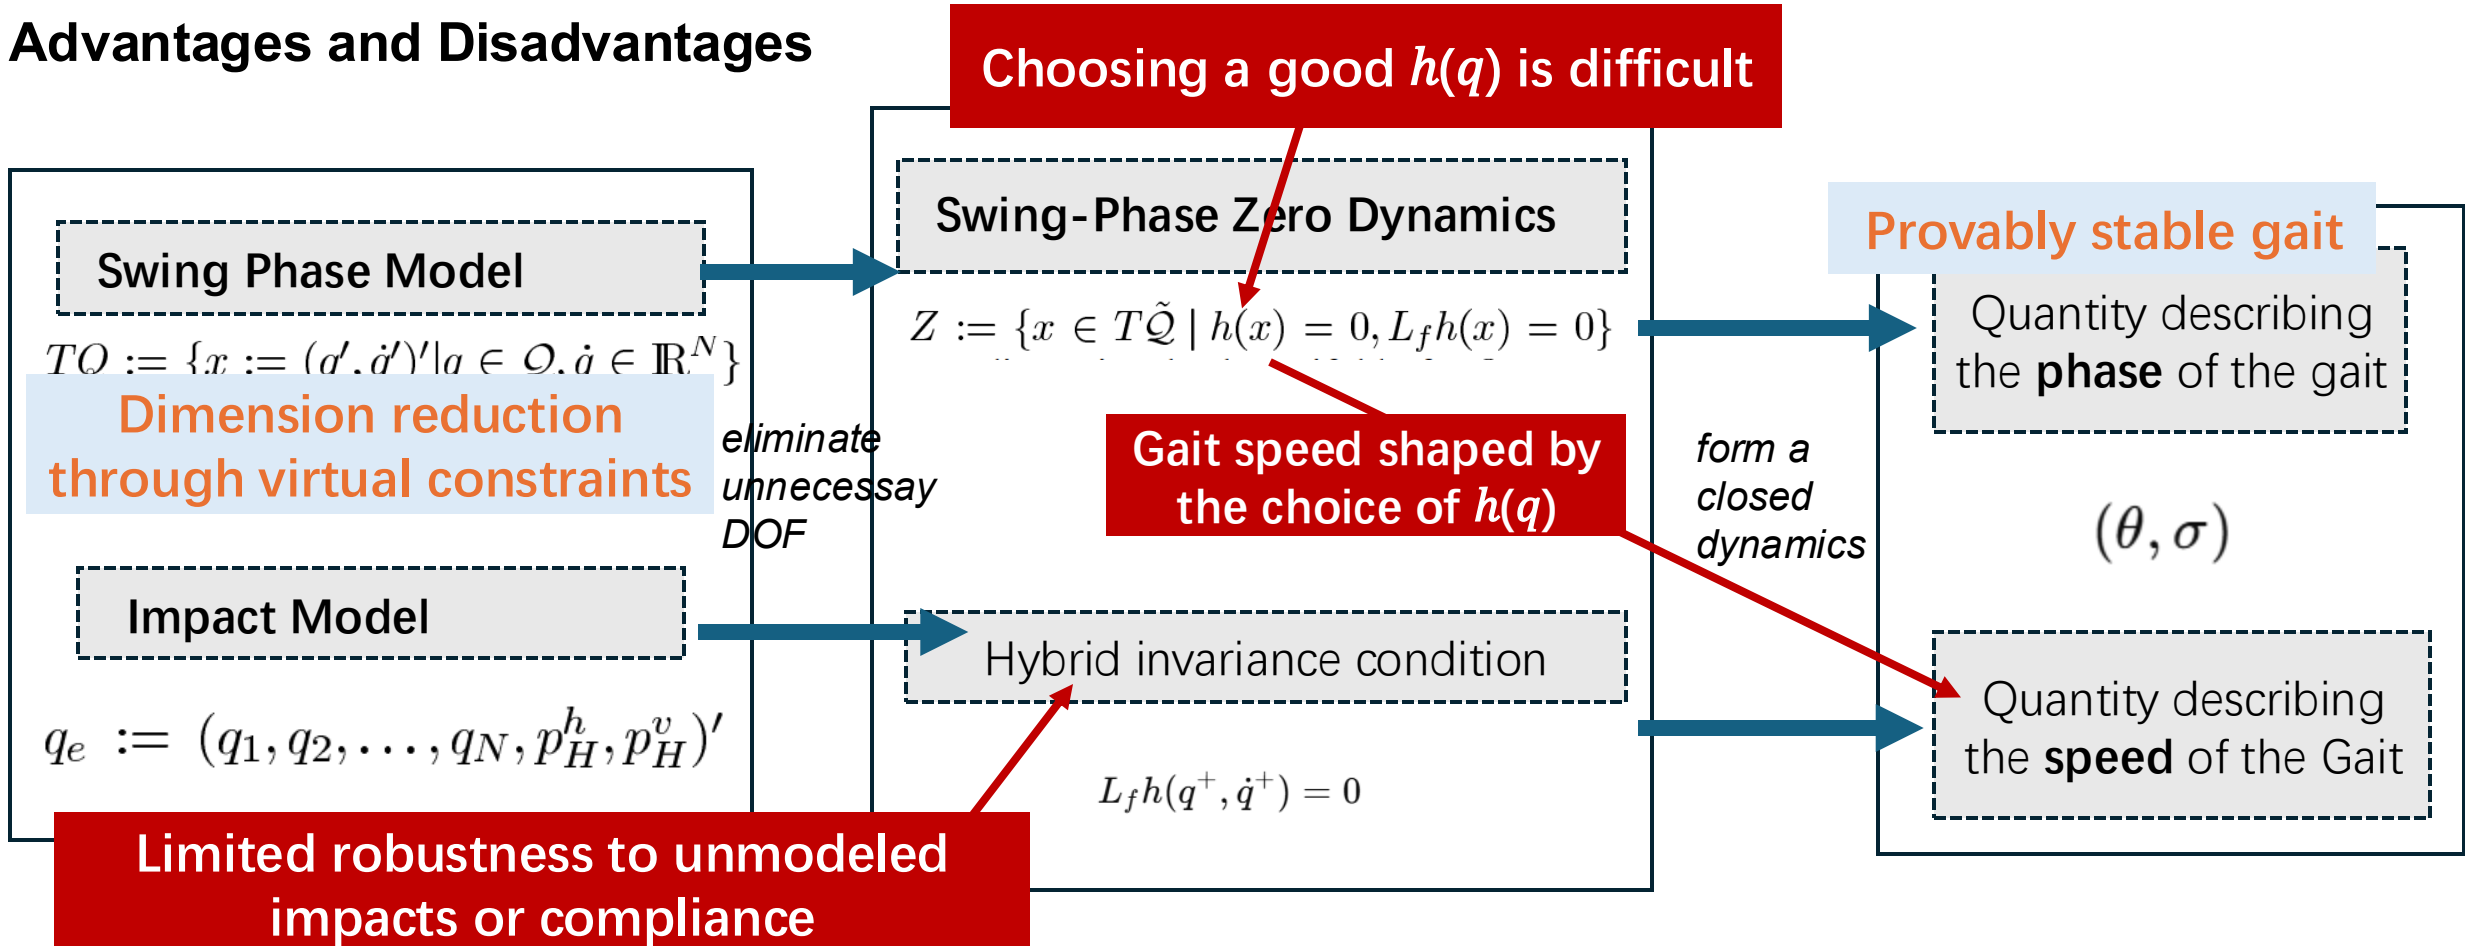 Advantages and Disadvantages
Choosing a good h(q) is difficult
Swing Phase Model
TQ := {x := (q′, q̇′)′|q ∈ Q, q̇ ∈ ℝ^N}
Dimension reduction
through virtual constraints
Impact Model
q_e := (q_1, q_2, . . . , q_N, p_H^h, p_H^v)′
Limited robustness to unmodeled
impacts or compliance
eliminate
unnecessay
DOF
Swing-Phase Zero Dynamics
Z := {x ∈ TQ̃ | h(x) = 0, L_f h(x) = 0}
Gait speed shaped by
the choice of h(q)
Hybrid invariance condition
L_f h(q^+, q̇^+) = 0
form a
closed
dynamics
Provably stable gait
Quantity describing
the phase of the gait
(θ, σ)
Quantity describing
the speed of the Gait